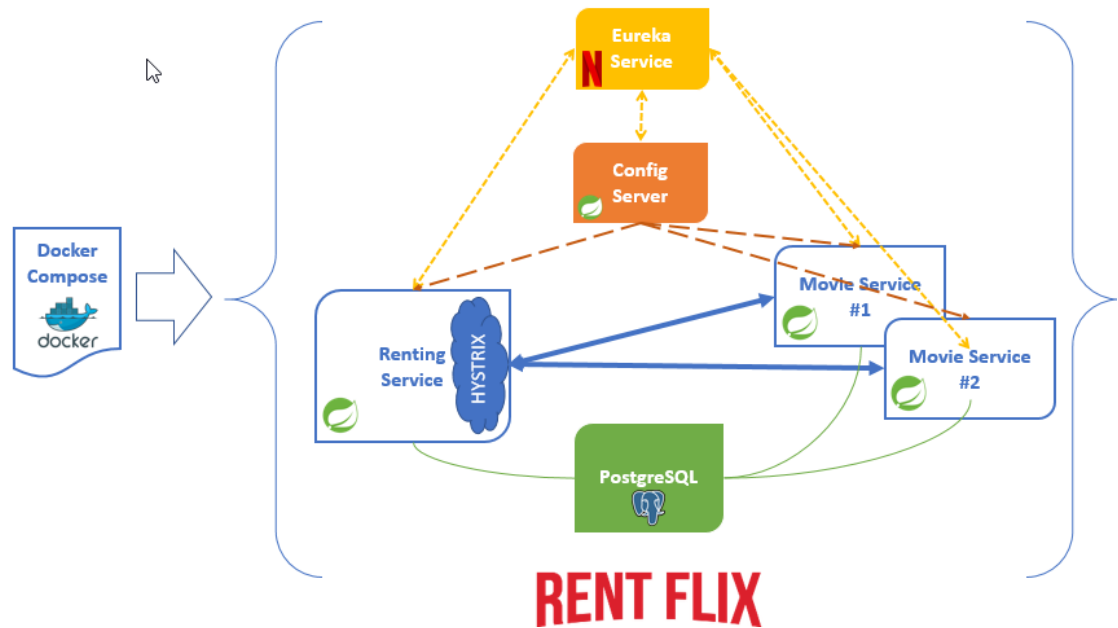 Eureka
Service
N
Config
Server
Docker
Compose
docker
Renting
Service
HYSTRIX
Movie Service
#1
Movie Service
#2
PostgreSQL
RENT FLIX